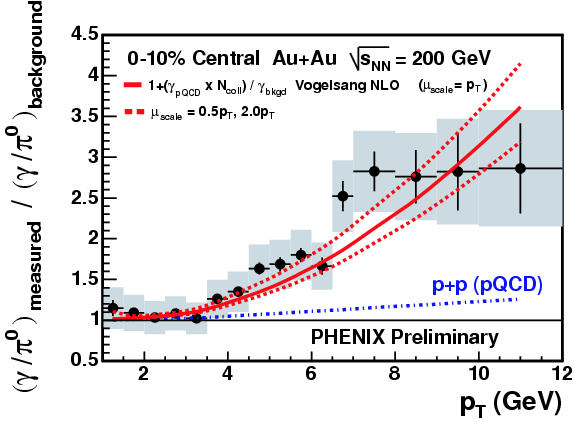 (γ/π⁰) measured / (γ/π⁰) background
4.5
4
3.5
3
2.5
2
1.5
1
0.5
0-10% Central Au+Au √sNN = 200 GeV
1+(γpQCD x Ncoll) / γbkgd Vogelsang NLO (μscale= pT)
μscale = 0.5pT, 2.0pT
p+p (pQCD)
PHENIX Preliminary
2 4 6 8 10 12
pT (GeV)